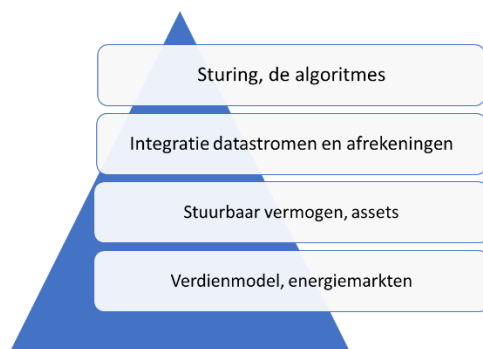 Sturing, de algoritmes
Integratie datastromen en afrekeningen
Stuurbaar vermogen, assets
Verdienmodel, energiemarkten